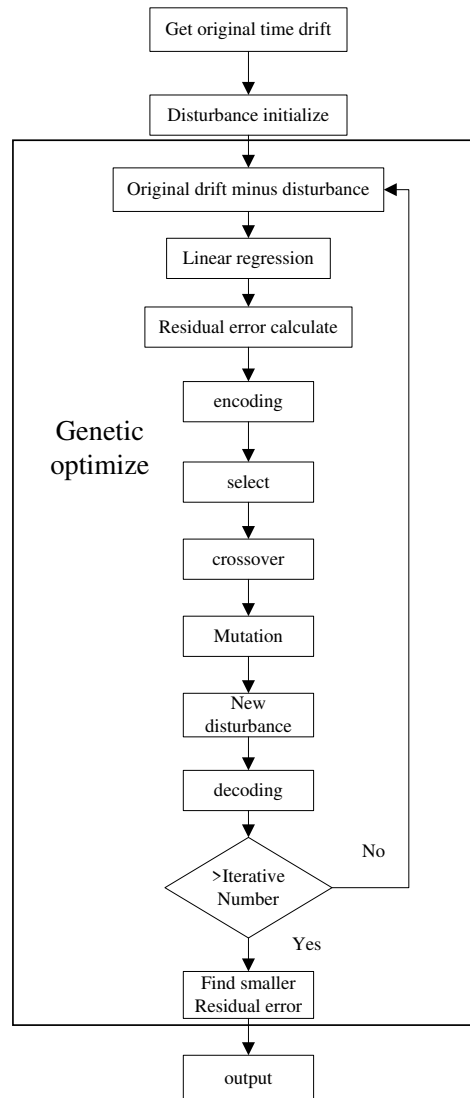 Get original time drift
Disturbance initialize
Original drift minus disturbance
Linear regression
Residual error calculate
encoding
Genetic
optimize
select
crossover
Mutation
New
disturbance
decoding
No
>Iterative
Number
Yes
Find smaller
Residual error
output